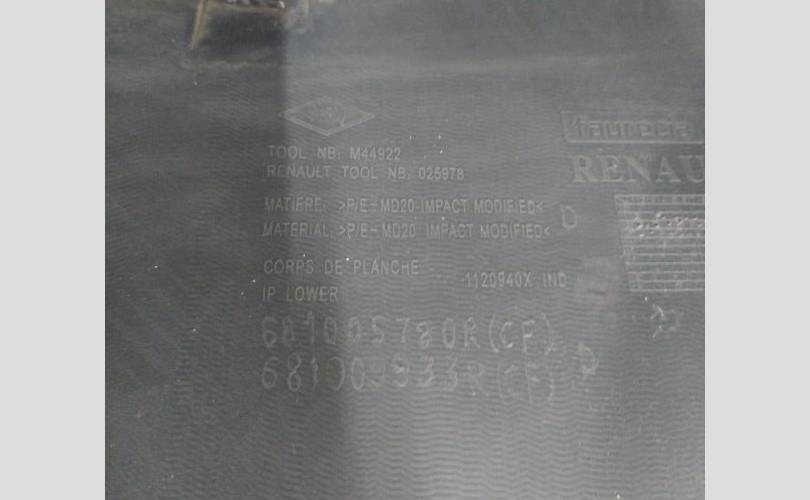 faurecia
RENAU
TOOL NB: M44922
RENAULT TOOL NB. 025978
MATIERE >P/E-MD20 IMPACT MODIFIED<
MATERIAL >P/E-MD20 IMPACT MODIFIED<
D
CORPS DE PLANCHE
1120940X IND
IP LOWER
681005780R(CF)
D